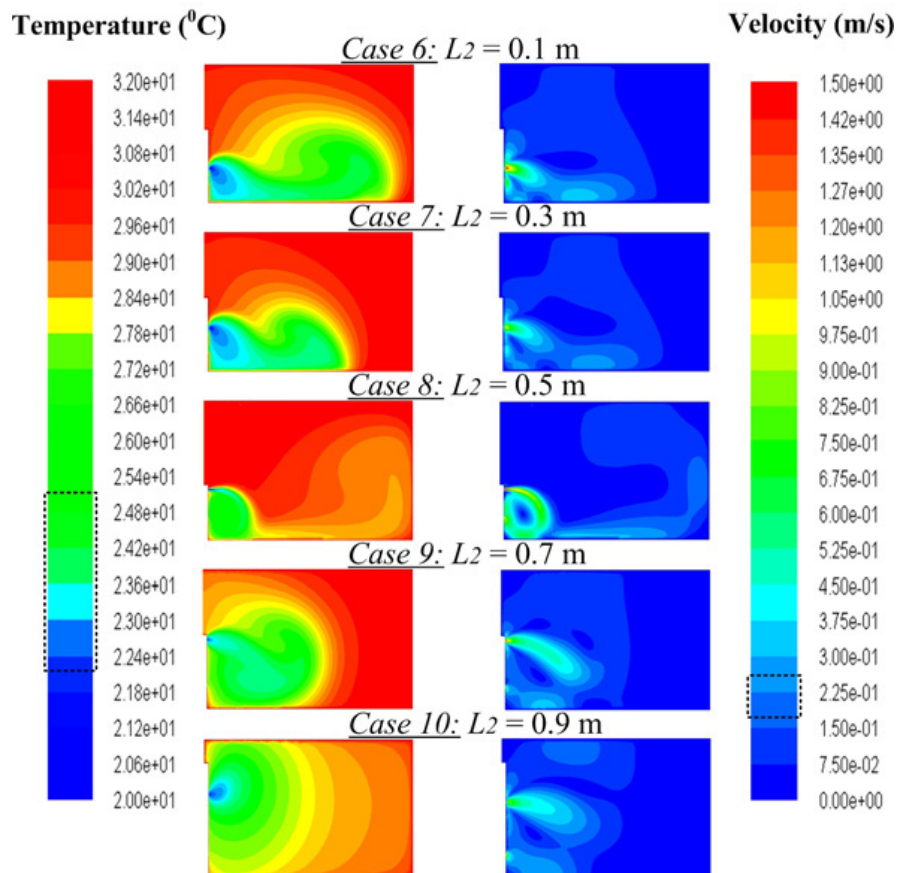 Temperature (⁰C)
Velocity (m/s)
Case 6: L2 = 0.1 m
3.20e+01
3.14e+01
3.08e+01
3.02e+01
2.96e+01
2.90e+01
2.84e+01
2.78e+01
2.72e+01
2.66e+01
2.60e+01
2.54e+01
2.48e+01
2.42e+01
2.36e+01
2.30e+01
2.24e+01
2.18e+01
2.12e+01
2.06e+01
2.00e+01
Case 7: L2 = 0.3 m
Case 8: L2 = 0.5 m
Case 9: L2 = 0.7 m
Case 10: L2 = 0.9 m
1.50e+00
1.42e+00
1.35e+00
1.27e+00
1.20e+00
1.13e+00
1.05e+00
9.75e-01
9.00e-01
8.25e-01
7.50e-01
6.75e-01
6.00e-01
5.25e-01
4.50e-01
3.75e-01
3.00e-01
2.25e-01
1.50e-01
7.50e-02
0.00e+00